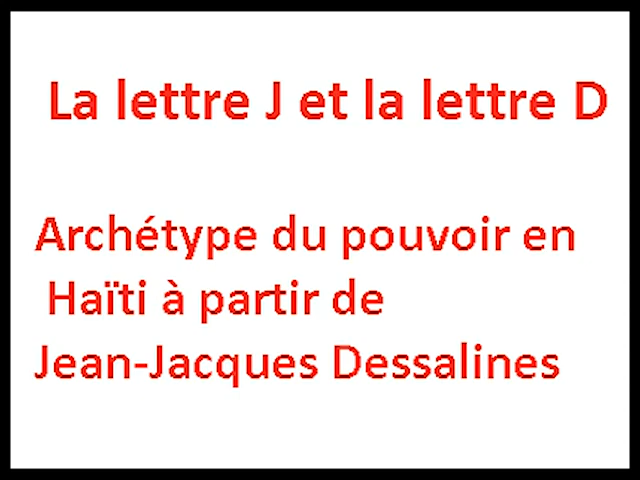 La lettre J et la lettre D
Archétype du pouvoir en
Haïti à partir de
Jean-Jacques Dessalines